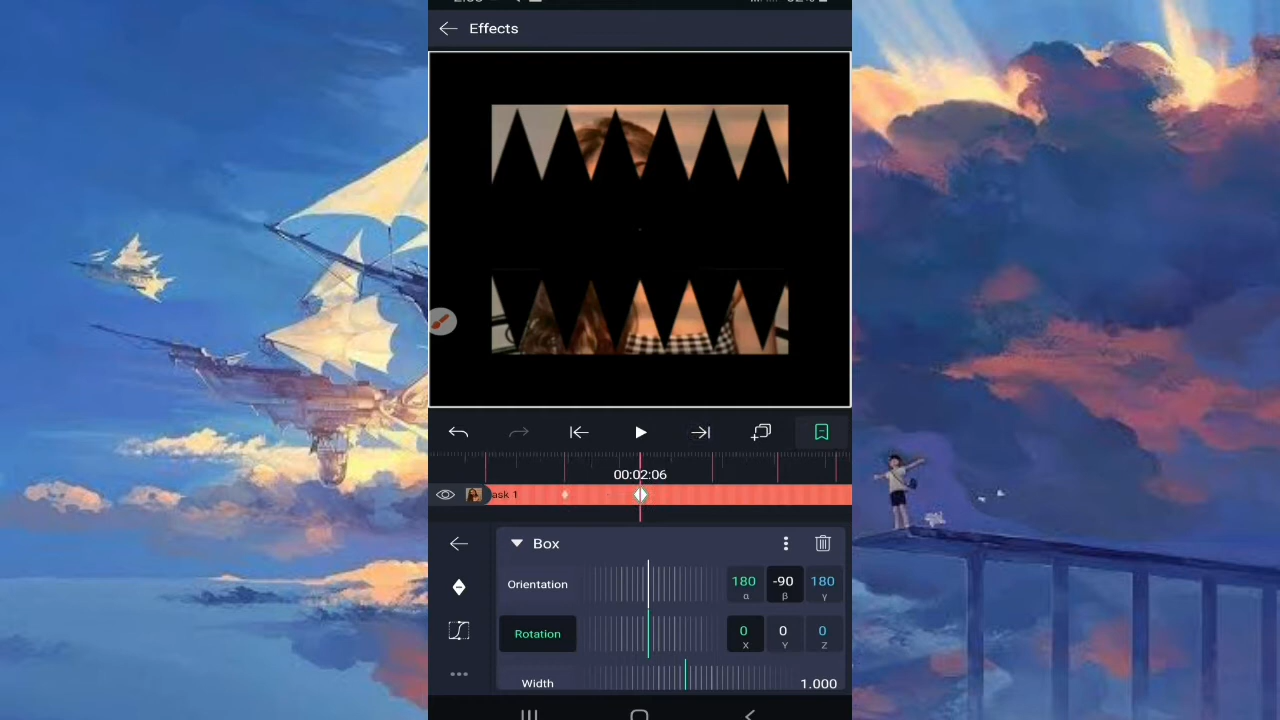 Effects
00:02:06
ask 1
Box
Orientation
180 -90 180
α β γ
Rotation
0 0 0
X Y Z
Width
1.000